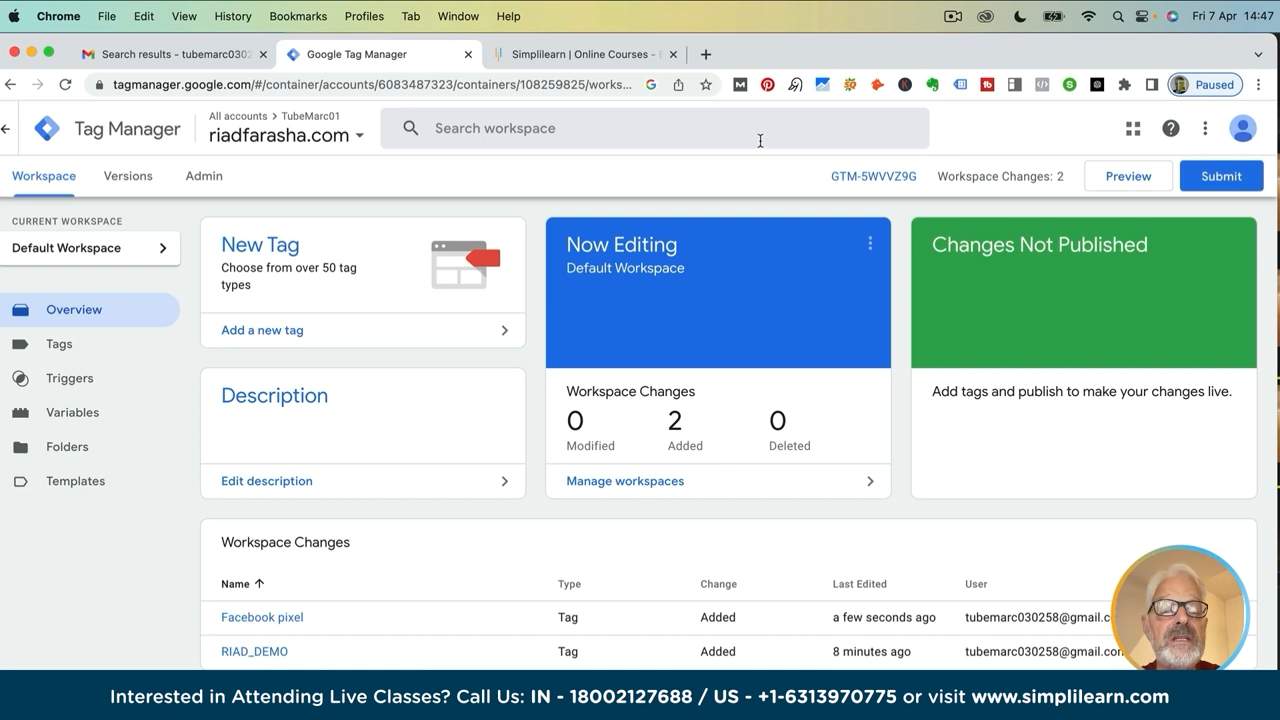 Chrome File Edit View History Bookmarks Profiles Tab Window Help Fri 7 Apr 14:47
Search results - tubemarc0302 Google Tag Manager Simplilearn | Online Courses -
tagmanager.google.com/#/container/accounts/6083487323/containers/108259825/works... Paused
Tag Manager
All accounts > TubeMarc01
riadfarasha.com
Search workspace
Workspace Versions Admin GTM-5WVVZ9G Workspace Changes: 2 Preview Submit
CURRENT WORKSPACE
Default Workspace
Overview
Tags
Triggers
Variables
Folders
Templates
New Tag
Choose from over 50 tag
types
Add a new tag
Description
Edit description
Now Editing
Default Workspace
Workspace Changes
0 2 0
Modified Added Deleted
Manage workspaces
Changes Not Published
Add tags and publish to make your changes live.
Workspace Changes
Name Type Change Last Edited User
Facebook pixel Tag Added a few seconds ago tubemarc030258@gmail.c
RIAD_DEMO Tag Added 8 minutes ago tubemarc030258@gmail.com
Interested in Attending Live Classes? Call Us: IN - 18002127688 / US - +1-6313970775 or visit www.simplilearn.com